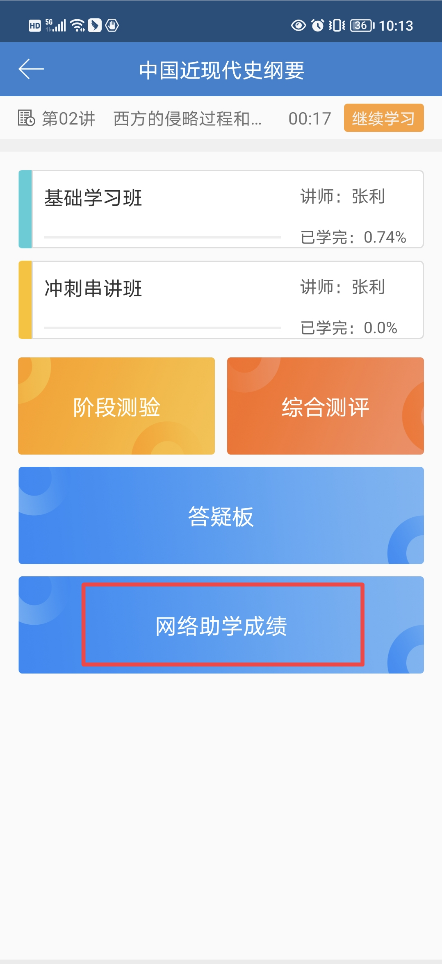 HD 5G 36 10:13
中国近现代史纲要
第02讲 西方的侵略过程和... 00:17 继续学习
基础学习班 讲师：张利
已学完：0.74%
冲刺串讲班 讲师：张利
已学完：0.0%
阶段测验 综合测评
答疑板
网络助学成绩